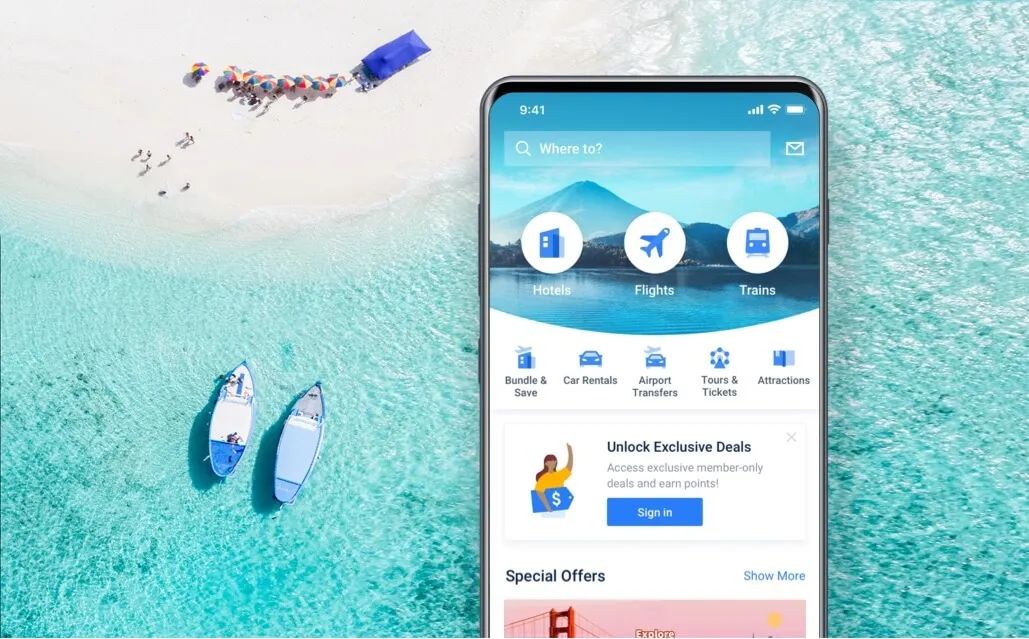 9:41
Where to?
Hotels
Flights
Trains
Bundle &
Save
Car Rentals
Airport
Transfers
Tours &
Tickets
Attractions
Unlock Exclusive Deals
Access exclusive member-only
deals and earn points!
$
Sign in
Special Offers
Show More
Explore